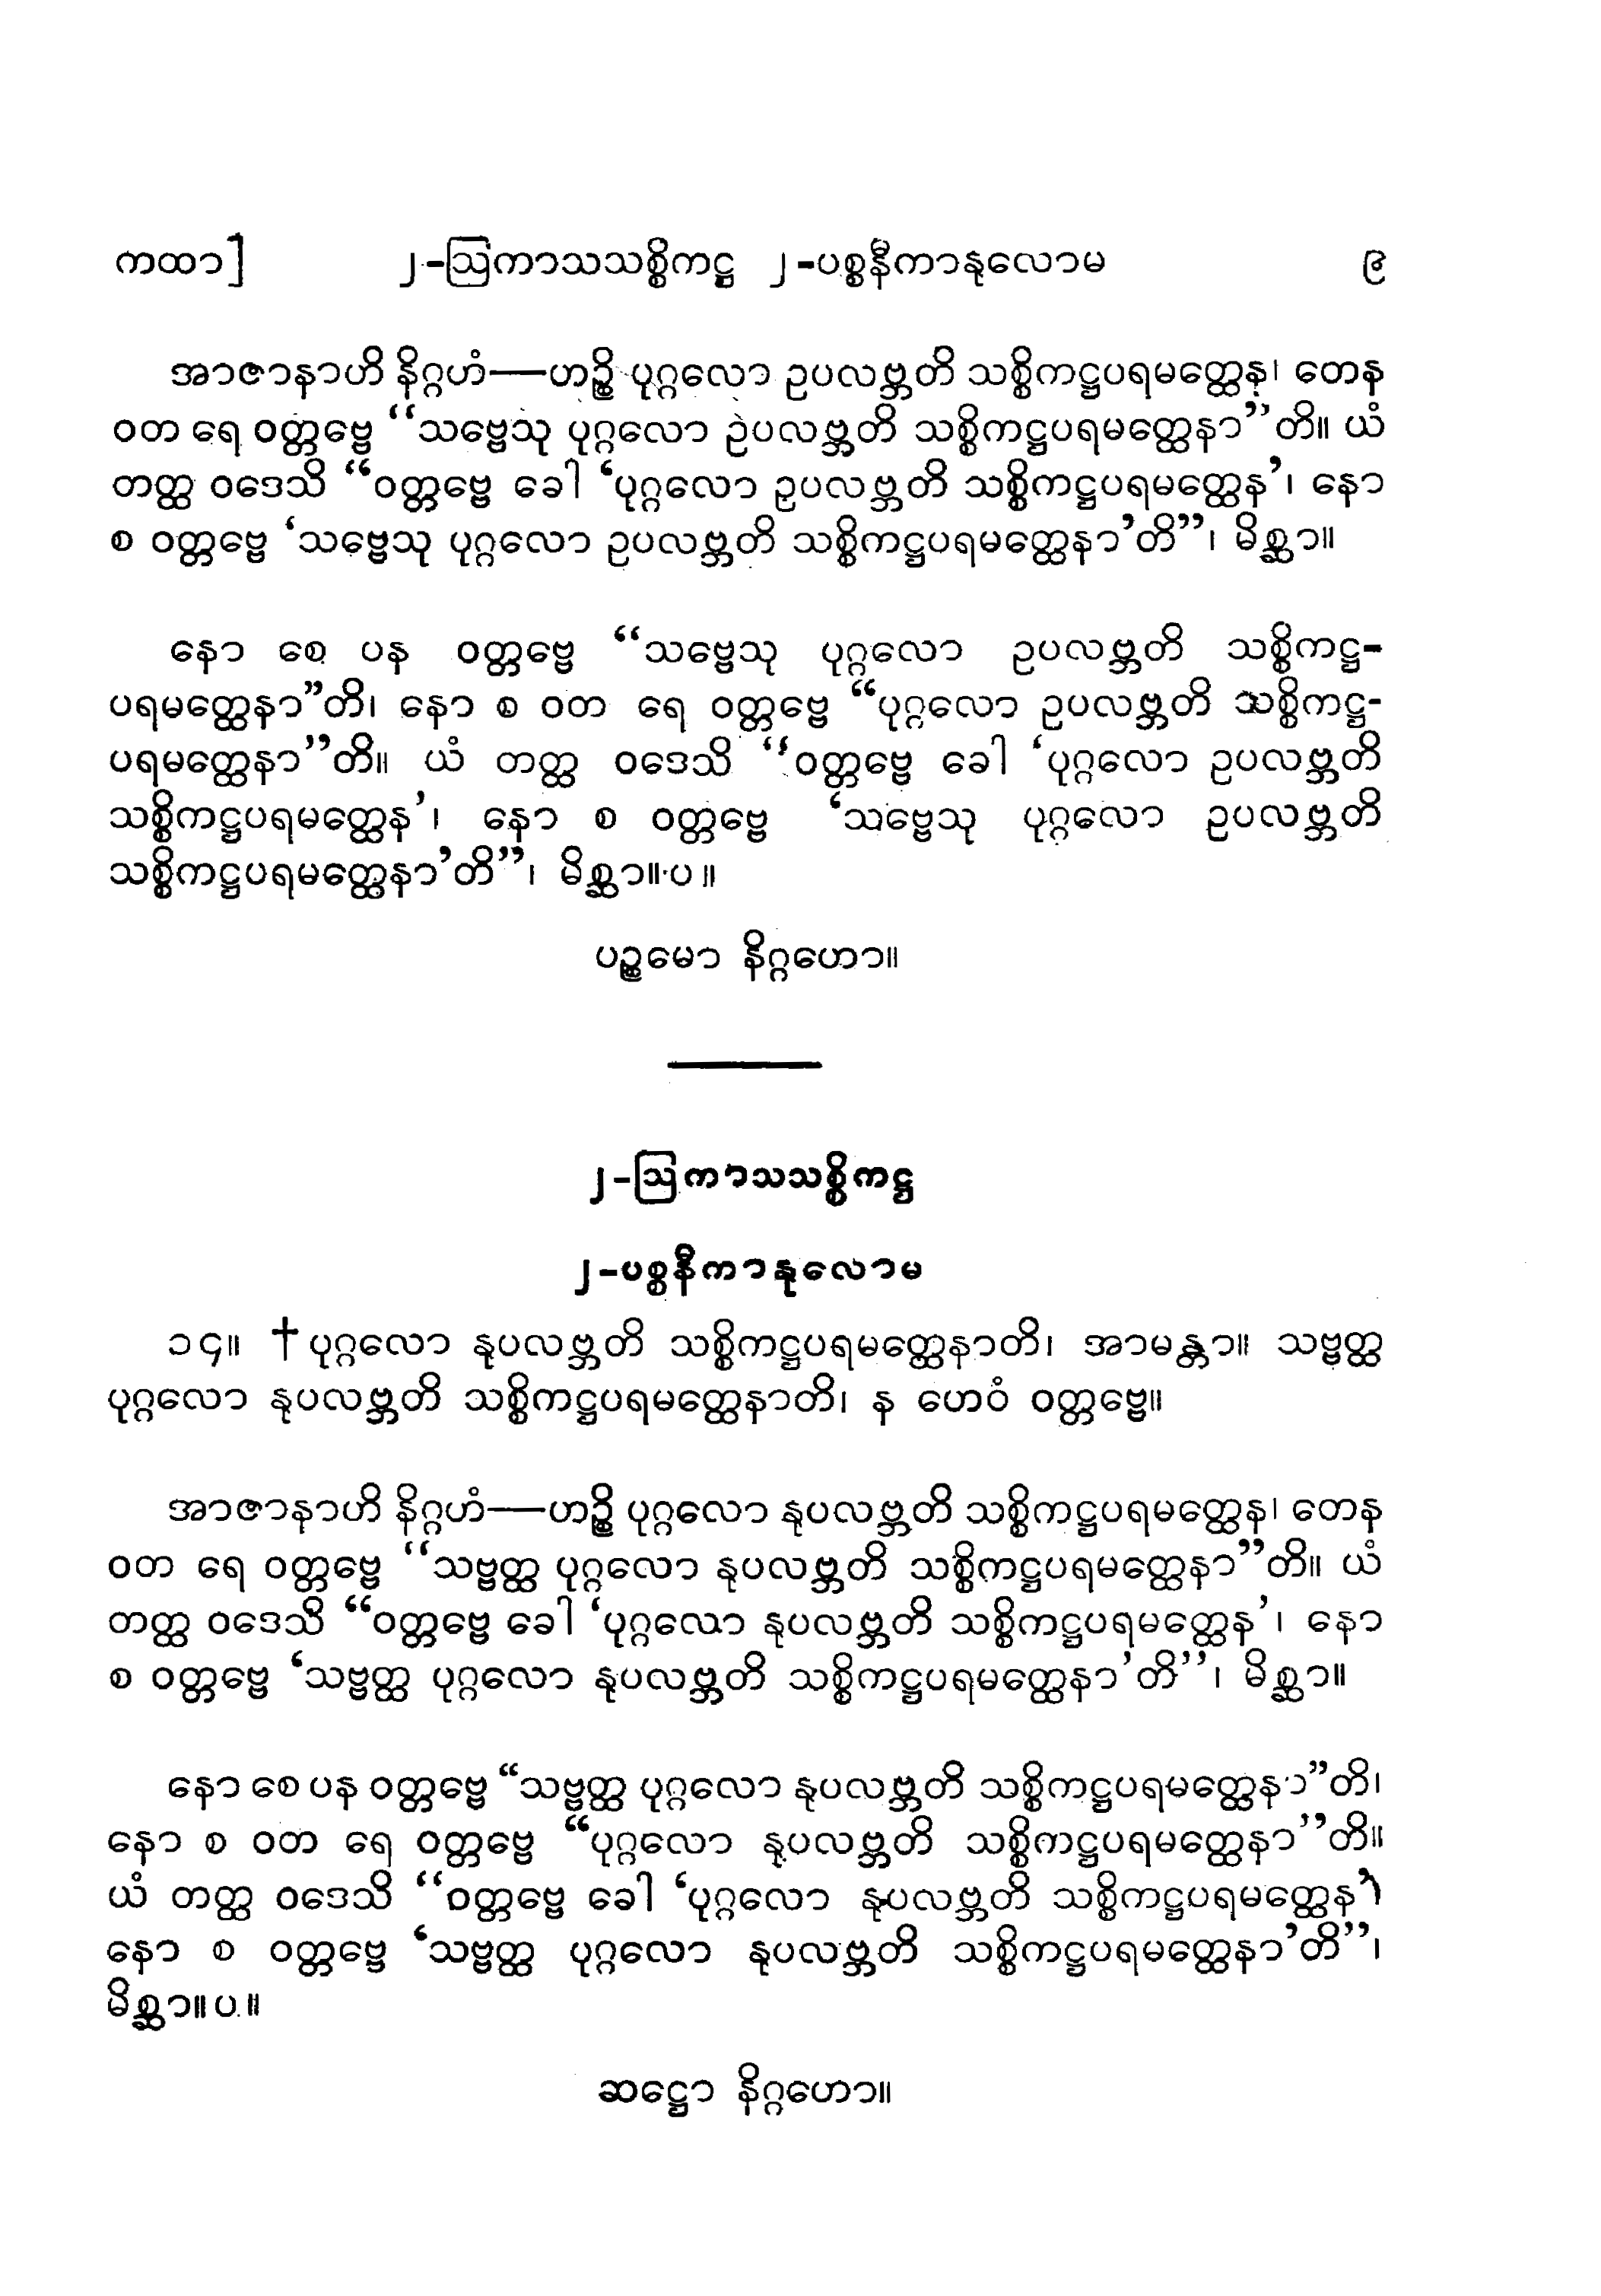 ကထာ] ၂-ဩကာသသစ္စိကဋ္ဌ ၂-ပစ္စနီကာနုလောမ ၉
အာဇာနာဟိ နိဂ္ဂဟံ—ဟဉ္စိ ပုဂ္ဂလော ဥပလဗ္ဘတိ သစ္စိကဋ္ဌပရမတ္ထေန၊ တေန
ဝတ ရေ ဝတ္တဗ္ဗေ “သဗ္ဗေသု ပုဂ္ဂလော ဥပလဗ္ဘတိ သစ္စိကဋ္ဌပရမတ္ထေနာ”တိ။ ယံ
တတ္ထ ဝဒေသိ “ဝတ္တဗ္ဗေ ခေါ ‘ပုဂ္ဂလော ဥပလဗ္ဘတိ သစ္စိကဋ္ဌပရမတ္ထေန’၊ နော
စ ဝတ္တဗ္ဗေ ‘သဗ္ဗေသု ပုဂ္ဂလော ဥပလဗ္ဘတိ သစ္စိကဋ္ဌပရမတ္ထေနာ’တိ”၊ မိစ္ဆာ။
နော စေ ပန ဝတ္တဗ္ဗေ “သဗ္ဗေသု ပုဂ္ဂလော ဥပလဗ္ဘတိ သစ္စိကဋ္ဌ-
ပရမတ္ထေနာ”တိ၊ နော စ ဝတ ရေ ဝတ္တဗ္ဗေ “ပုဂ္ဂလော ဥပလဗ္ဘတိ သစ္စိကဋ္ဌ-
ပရမတ္ထေနာ”တိ။ ယံ တတ္ထ ဝဒေသိ “ဝတ္တဗ္ဗေ ခေါ ‘ပုဂ္ဂလော ဥပလဗ္ဘတိ
သစ္စိကဋ္ဌပရမတ္ထေန’၊ နော စ ဝတ္တဗ္ဗေ ‘သဗ္ဗေသု ပုဂ္ဂလော ဥပလဗ္ဘတိ
သစ္စိကဋ္ဌပရမတ္ထေနာ’တိ”၊ မိစ္ဆာ။ ပ ။
ပဉ္စမော နိဂ္ဂဟော။
၂-ဩကာသသစ္စိကဋ္ဌ
၂-ပစ္စနီကာနုလောမ
၁၄။ †ပုဂ္ဂလော နုပလဗ္ဘတိ သစ္စိကဋ္ဌပရမတ္ထေနာတိ၊ အာမန္တာ။ သဗ္ဗတ္ထ
ပုဂ္ဂလော နုပလဗ္ဘတိ သစ္စိကဋ္ဌပရမတ္ထေနာတိ၊ န ဟေဝံ ဝတ္တဗ္ဗေ။
အာဇာနာဟိ နိဂ္ဂဟံ—ဟဉ္စိ ပုဂ္ဂလော နုပလဗ္ဘတိ သစ္စိကဋ္ဌပရမတ္ထေန၊ တေန
ဝတ ရေ ဝတ္တဗ္ဗေ “သဗ္ဗတ္ထ ပုဂ္ဂလော နုပလဗ္ဘတိ သစ္စိကဋ္ဌပရမတ္ထေနာ”တိ။ ယံ
တတ္ထ ဝဒေသိ “ဝတ္တဗ္ဗေ ခေါ ‘ပုဂ္ဂလော နုပလဗ္ဘတိ သစ္စိကဋ္ဌပရမတ္ထေန’၊ နော
စ ဝတ္တဗ္ဗေ ‘သဗ္ဗတ္ထ ပုဂ္ဂလော နုပလဗ္ဘတိ သစ္စိကဋ္ဌပရမတ္ထေနာ’တိ”၊ မိစ္ဆာ။
နော စေ ပန ဝတ္တဗ္ဗေ “သဗ္ဗတ္ထ ပုဂ္ဂလော နုပလဗ္ဘတိ သစ္စိကဋ္ဌပရမတ္ထေနာ”တိ၊
နော စ ဝတ ရေ ဝတ္တဗ္ဗေ “ပုဂ္ဂလော နုပလဗ္ဘတိ သစ္စိကဋ္ဌပရမတ္ထေနာ”တိ။
ယံ တတ္ထ ဝဒေသိ “ဝတ္တဗ္ဗေ ခေါ ‘ပုဂ္ဂလော နုပလဗ္ဘတိ သစ္စိကဋ္ဌပရမတ္ထေန’၊
နော စ ဝတ္တဗ္ဗေ ‘သဗ္ဗတ္ထ ပုဂ္ဂလော နုပလဗ္ဘတိ သစ္စိကဋ္ဌပရမတ္ထေနာ’တိ”၊
မိစ္ဆာ။ ပ ။
ဆဋ္ဌော နိဂ္ဂဟော။